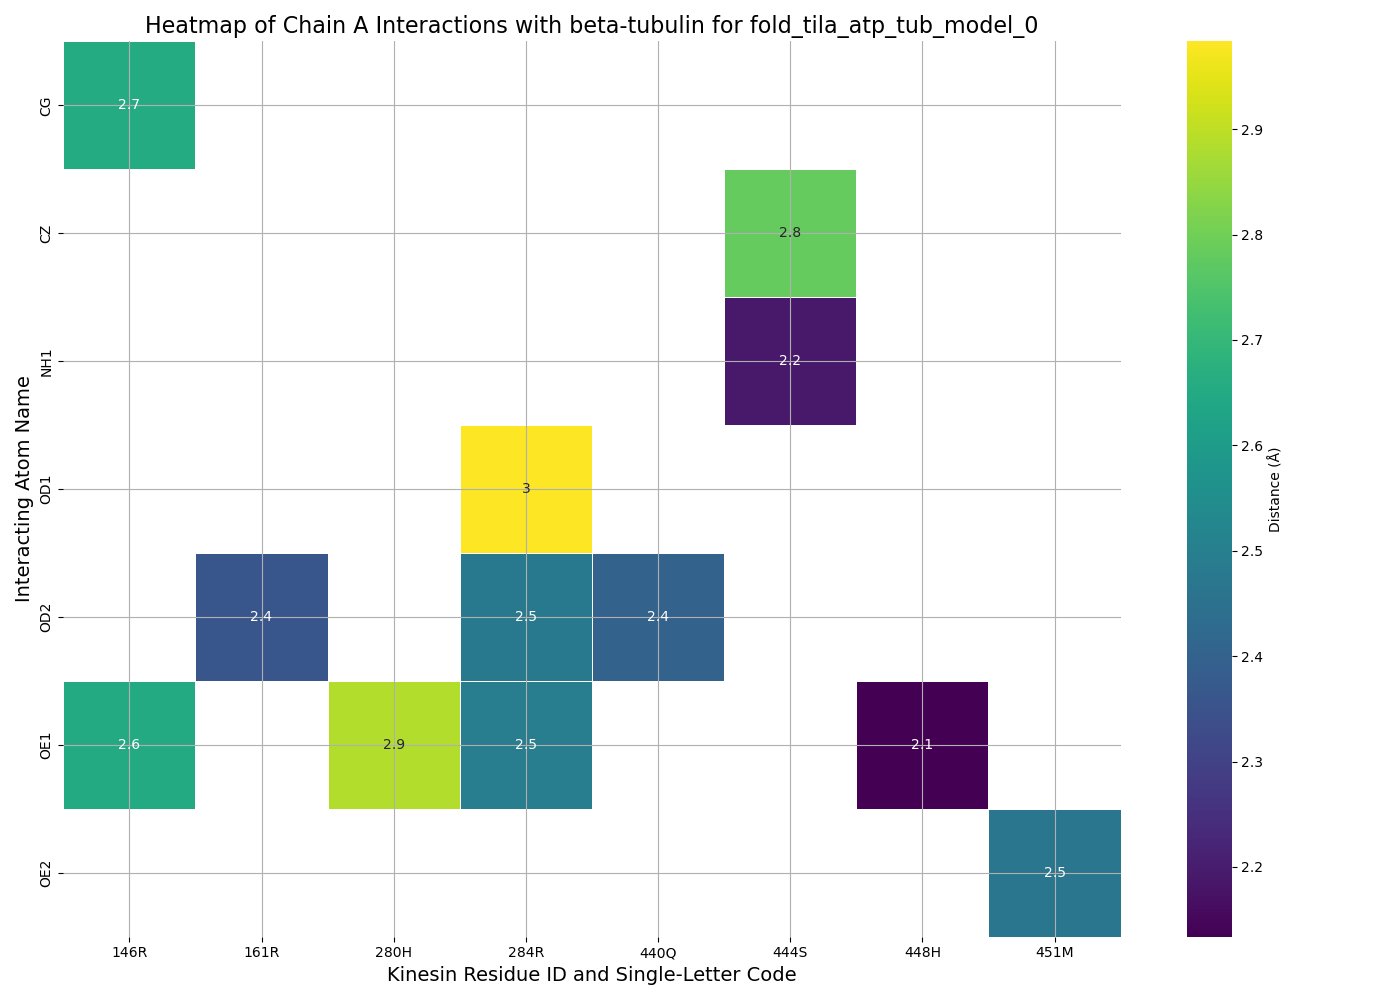 Heatmap of Chain A Interactions with beta-tubulin for fold_tila_atp_tub_model_0
Interacting Atom Name
CG
CZ
NH1
OD1
OD2
OE1
OE2
2.7
2.8
2.2
3
2.4
2.5
2.4
2.6
2.9
2.5
2.1
2.5
146R
161R
280H
284R
440Q
444S
448H
451M
Kinesin Residue ID and Single-Letter Code
2.9
2.8
2.7
2.6
2.5
2.4
2.3
2.2
Distance (Å)